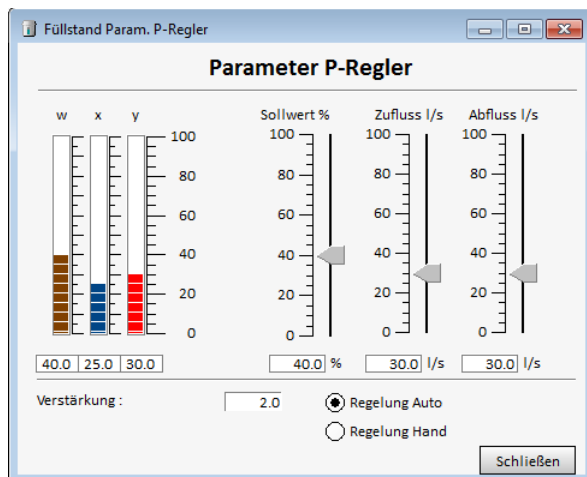 Füllstand Param. P-Regler
Parameter P-Regler
w x y Sollwert % Zufluss l/s Abfluss l/s
100 100 100 100
80 80 80 80
60 60 60 60
40 40 40 40
20 20 20 20
0 0 0 0
40.0 25.0 30.0 40.0 % 30.0 l/s 30.0 l/s
Verstärkung : 2.0 Regelung Auto
Regelung Hand
Schließen